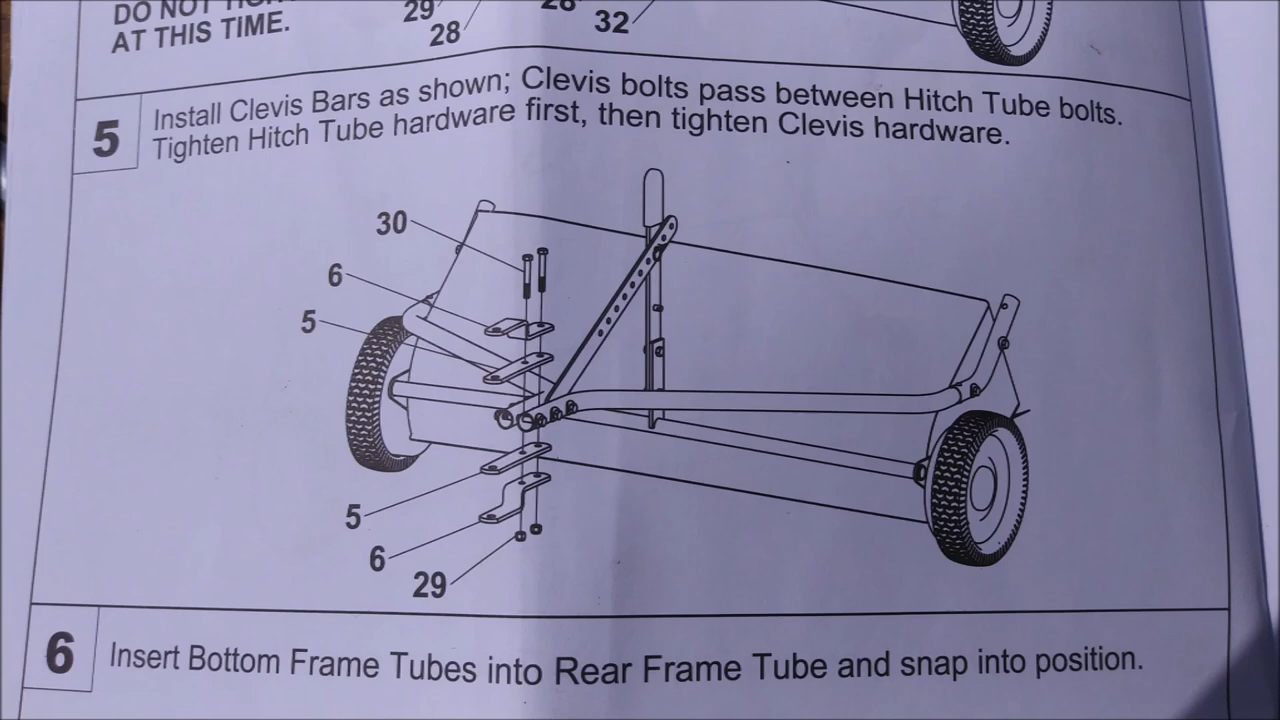 DO NOT
AT THIS TIME.
29
28
32
5
Install Clevis Bars as shown; Clevis bolts pass between Hitch Tube bolts.
Tighten Hitch Tube hardware first, then tighten Clevis hardware.
30
6
5
5
6
29
6
Insert Bottom Frame Tubes into Rear Frame Tube and snap into position.